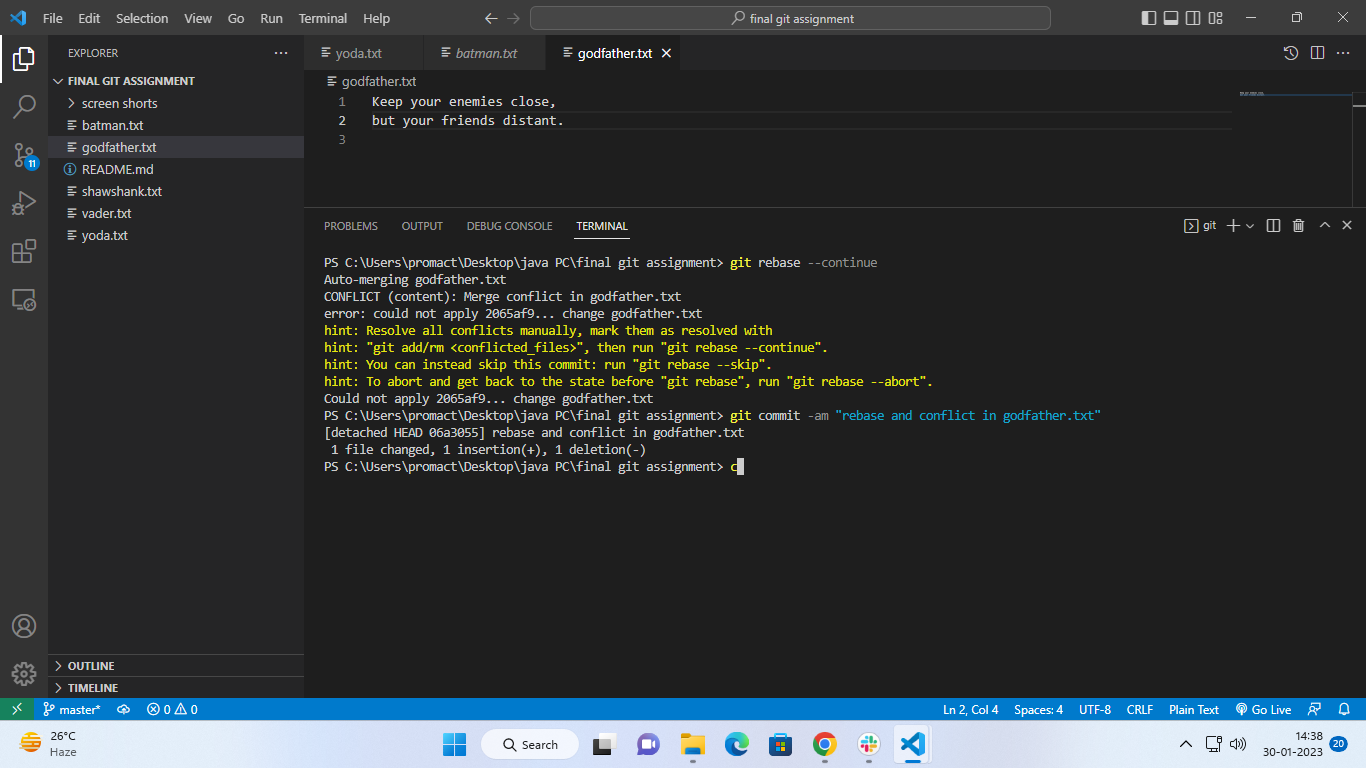 File Edit Selection View Go Run Terminal Help
final git assignment
EXPLORER
FINAL GIT ASSIGNMENT
screen shorts
batman.txt
godfather.txt
README.md
shawshank.txt
vader.txt
yoda.txt
11
OUTLINE
TIMELINE
yoda.txt batman.txt godfather.txt
godfather.txt
1 Keep your enemies close,
2 but your friends distant.
3
PROBLEMS OUTPUT DEBUG CONSOLE TERMINAL
git
PS C:\Users\promact\Desktop\java PC\final git assignment> git rebase --continue
Auto-merging godfather.txt
CONFLICT (content): Merge conflict in godfather.txt
error: could not apply 2065af9... change godfather.txt
hint: Resolve all conflicts manually, mark them as resolved with
hint: "git add/rm <conflicted_files>", then run "git rebase --continue".
hint: You can instead skip this commit: run "git rebase --skip".
hint: To abort and get back to the state before "git rebase", run "git rebase --abort".
Could not apply 2065af9... change godfather.txt
PS C:\Users\promact\Desktop\java PC\final git assignment> git commit -am "rebase and conflict in godfather.txt"
[detached HEAD 06a3055] rebase and conflict in godfather.txt
1 file changed, 1 insertion(+), 1 deletion(-)
PS C:\Users\promact\Desktop\java PC\final git assignment> c
master* 0 0 Ln 2, Col 4 Spaces: 4 UTF-8 CRLF Plain Text Go Live
26°C
Haze
Search
14:38
30-01-2023
20